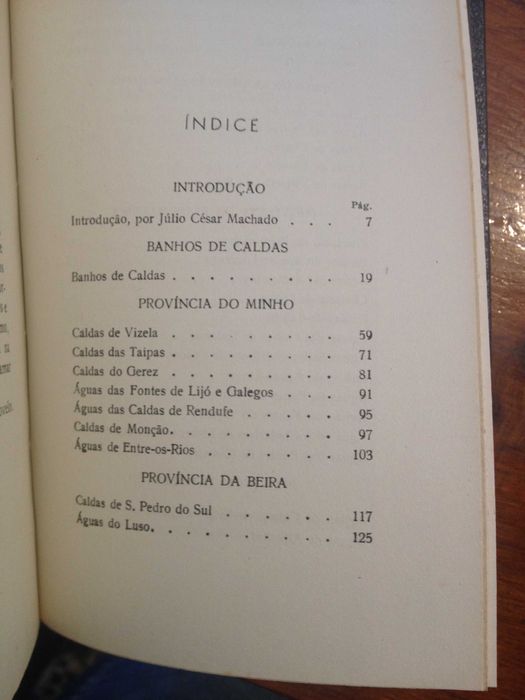 ÍNDICE
INTRODUÇÃO
Pág.
Introdução, por Júlio César Machado . . . 7
BANHOS DE CALDAS
Banhos de Caldas . . . . . . . . . 19
PROVÍNCIA DO MINHO
Caldas de Vizela . . . . . . . . . 59
Caldas das Taipas . . . . . . . . . 71
Caldas do Gerez . . . . . . . . . 81
Águas das Fontes de Lijó e Galegos . . . . 91
Águas das Caldas de Rendufe . . . . . 95
Caldas de Monção. . . . . . . . . 97
Águas de Entre-os-Rios . . . . . . . 103
PROVÍNCIA DA BEIRA
Caldas de S. Pedro do Sul . . . . . . 117
Águas do Luso. . . . . . . . . . 125